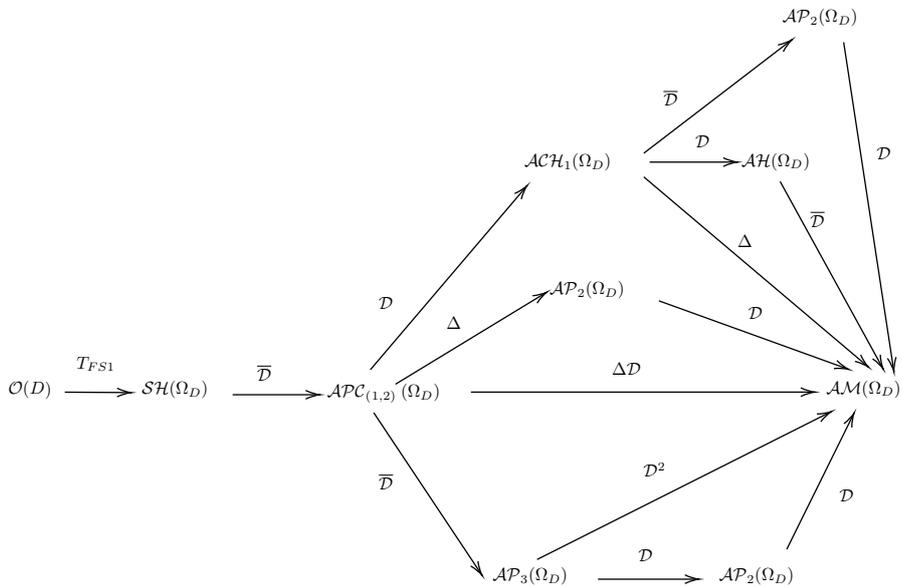 𝒜𝒫₂(Ω_D)
𝒟̅
𝒟
𝒟
𝒜𝒞ℋ₁(Ω_D)
𝒜ℋ(Ω_D)
𝒟̅
Δ
𝒟
𝒜𝒫₂(Ω_D)
Δ
𝒟
T_{FS1}
𝒟̅
Δ𝒟
𝒪(D)
𝒮ℋ(Ω_D)
𝒜𝒫𝒞_{(1,2)}(Ω_D)
𝒜ℳ(Ω_D)
𝒟̅
𝒟²
𝒟
𝒟
𝒜𝒫₃(Ω_D)
𝒜𝒫₂(Ω_D)